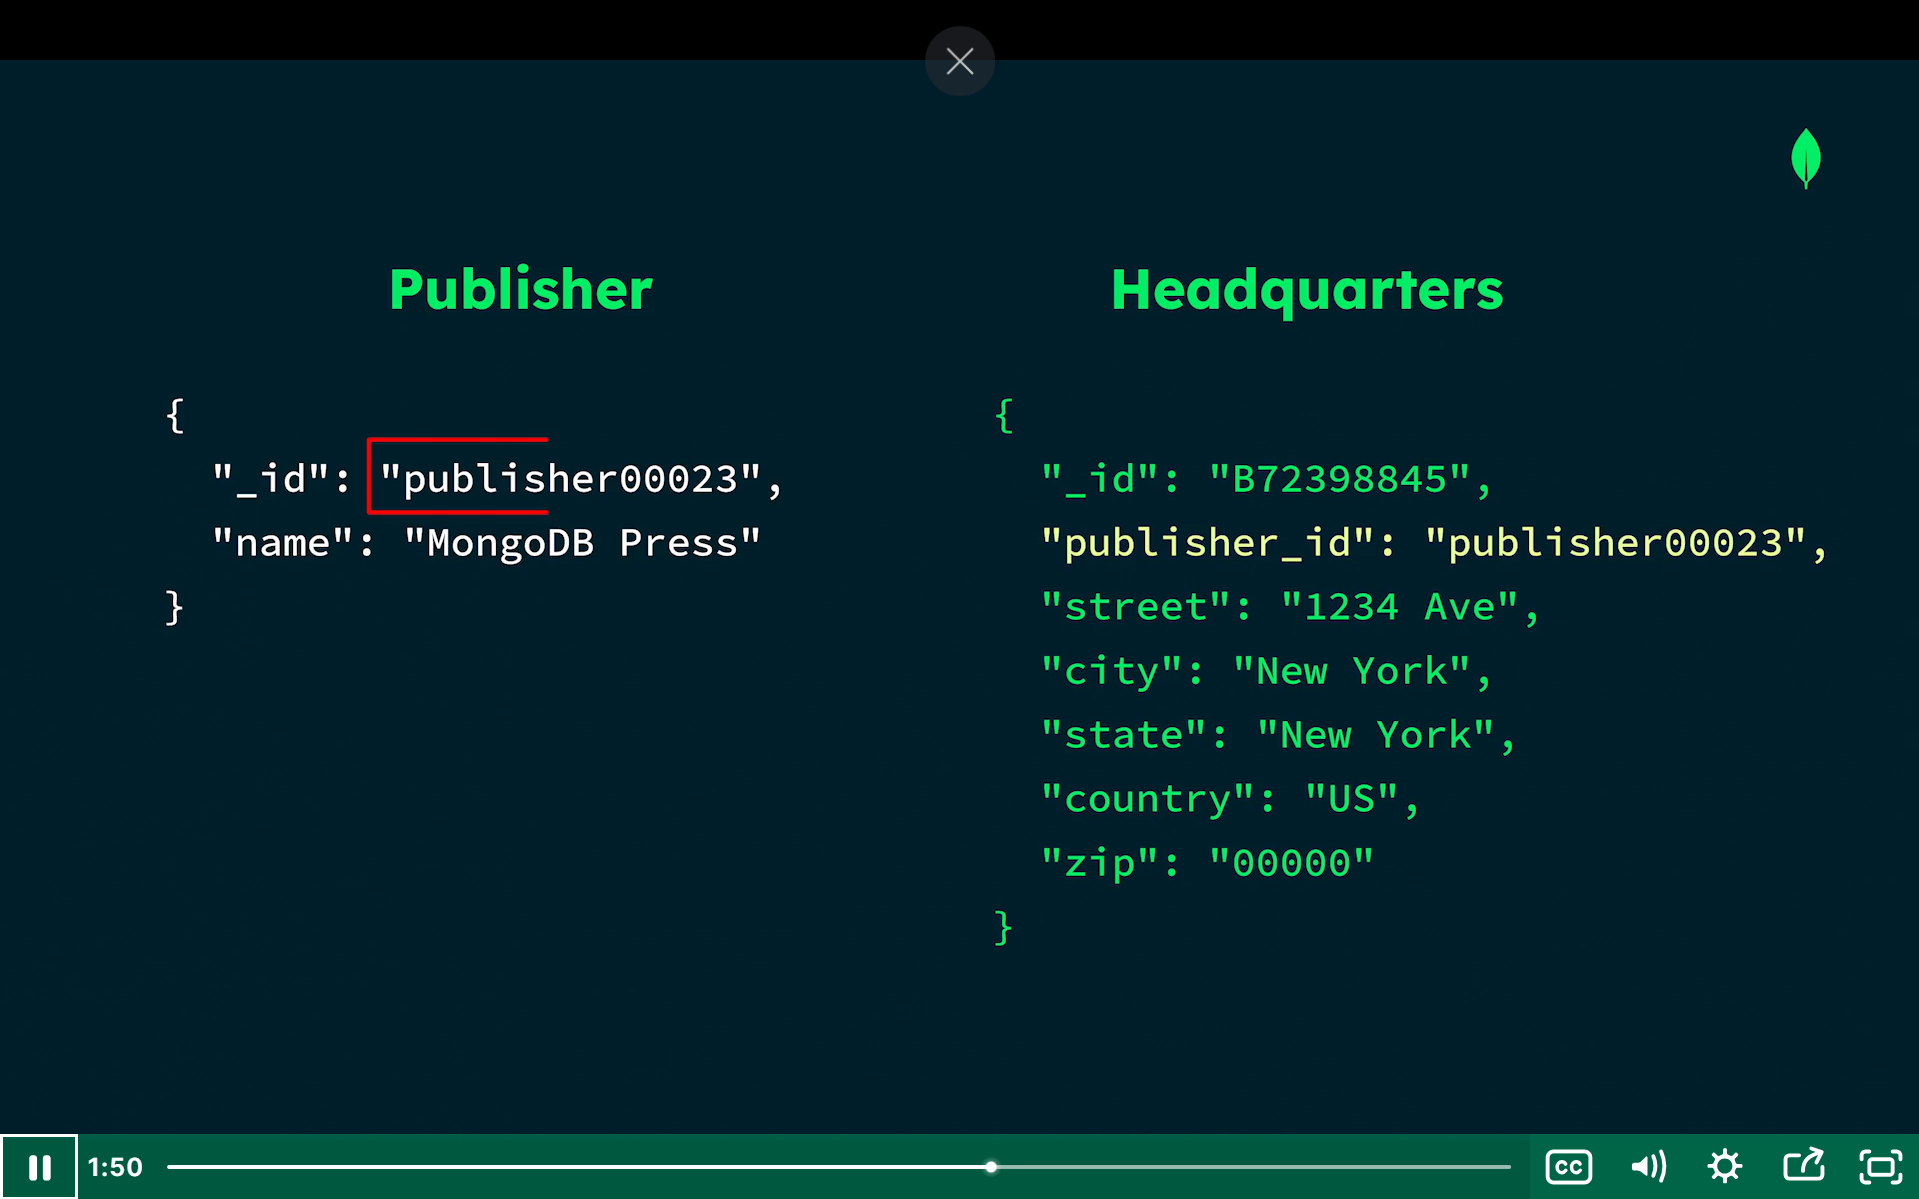 Publisher
{
"_id": "publisher00023",
"name": "MongoDB Press"
}
Headquarters
{
"_id": "B72398845",
"publisher_id": "publisher00023",
"street": "1234 Ave",
"city": "New York",
"state": "New York",
"country": "US",
"zip": "00000"
}
1:50
CC